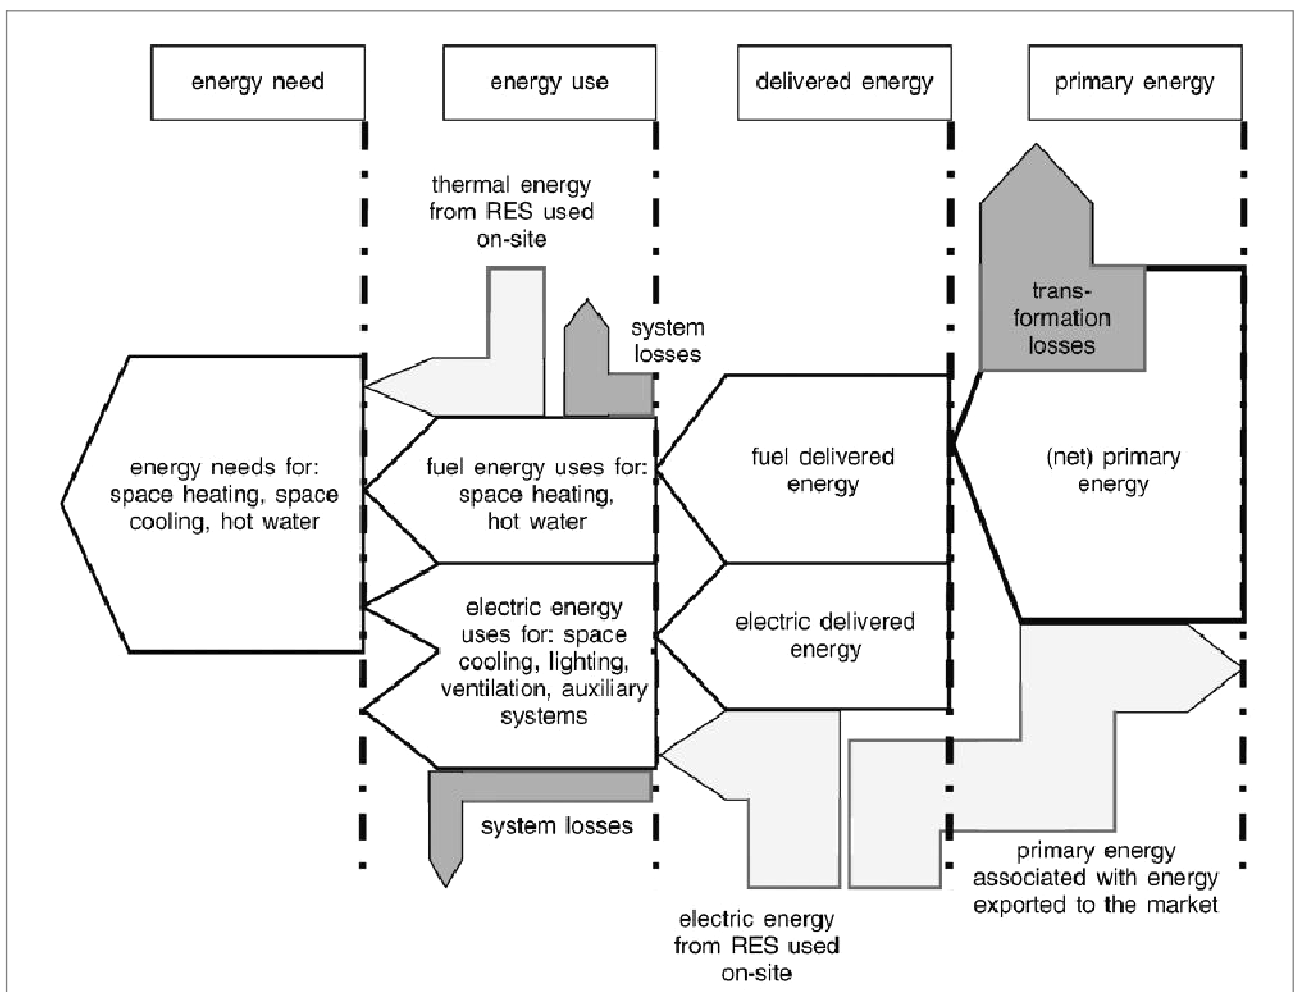 energy need
energy use
delivered energy
primary energy
thermal energy
from RES used
on-site
system
losses
trans-
formation
losses
energy needs for:
space heating, space
cooling, hot water
fuel energy uses for:
space heating,
hot water
fuel delivered
energy
(net) primary
energy
electric energy
uses for: space
cooling, lighting,
ventilation, auxiliary
systems
electric delivered
energy
system losses
primary energy
associated with energy
exported to the market
electric energy
from RES used
on-site